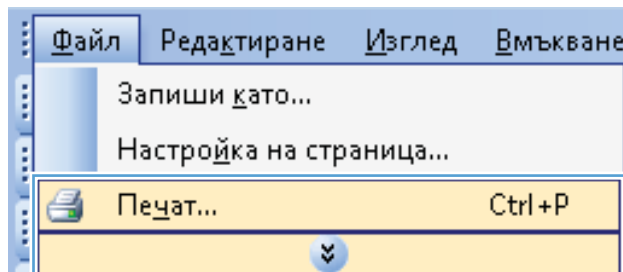 Файл Редактиране Изглед Вмъкване
Запиши като...
Настройка на страница...
Печат... Ctrl+P